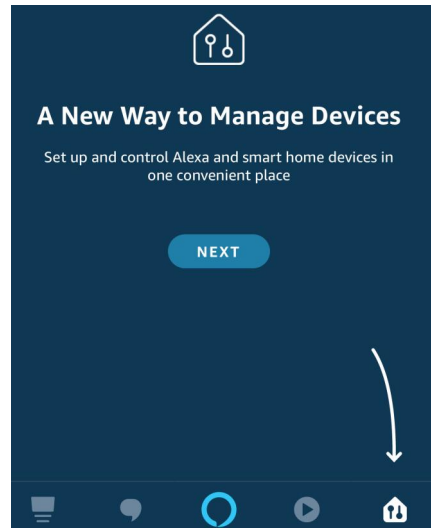 A New Way to Manage Devices
Set up and control Alexa and smart home devices in
one convenient place
NEXT